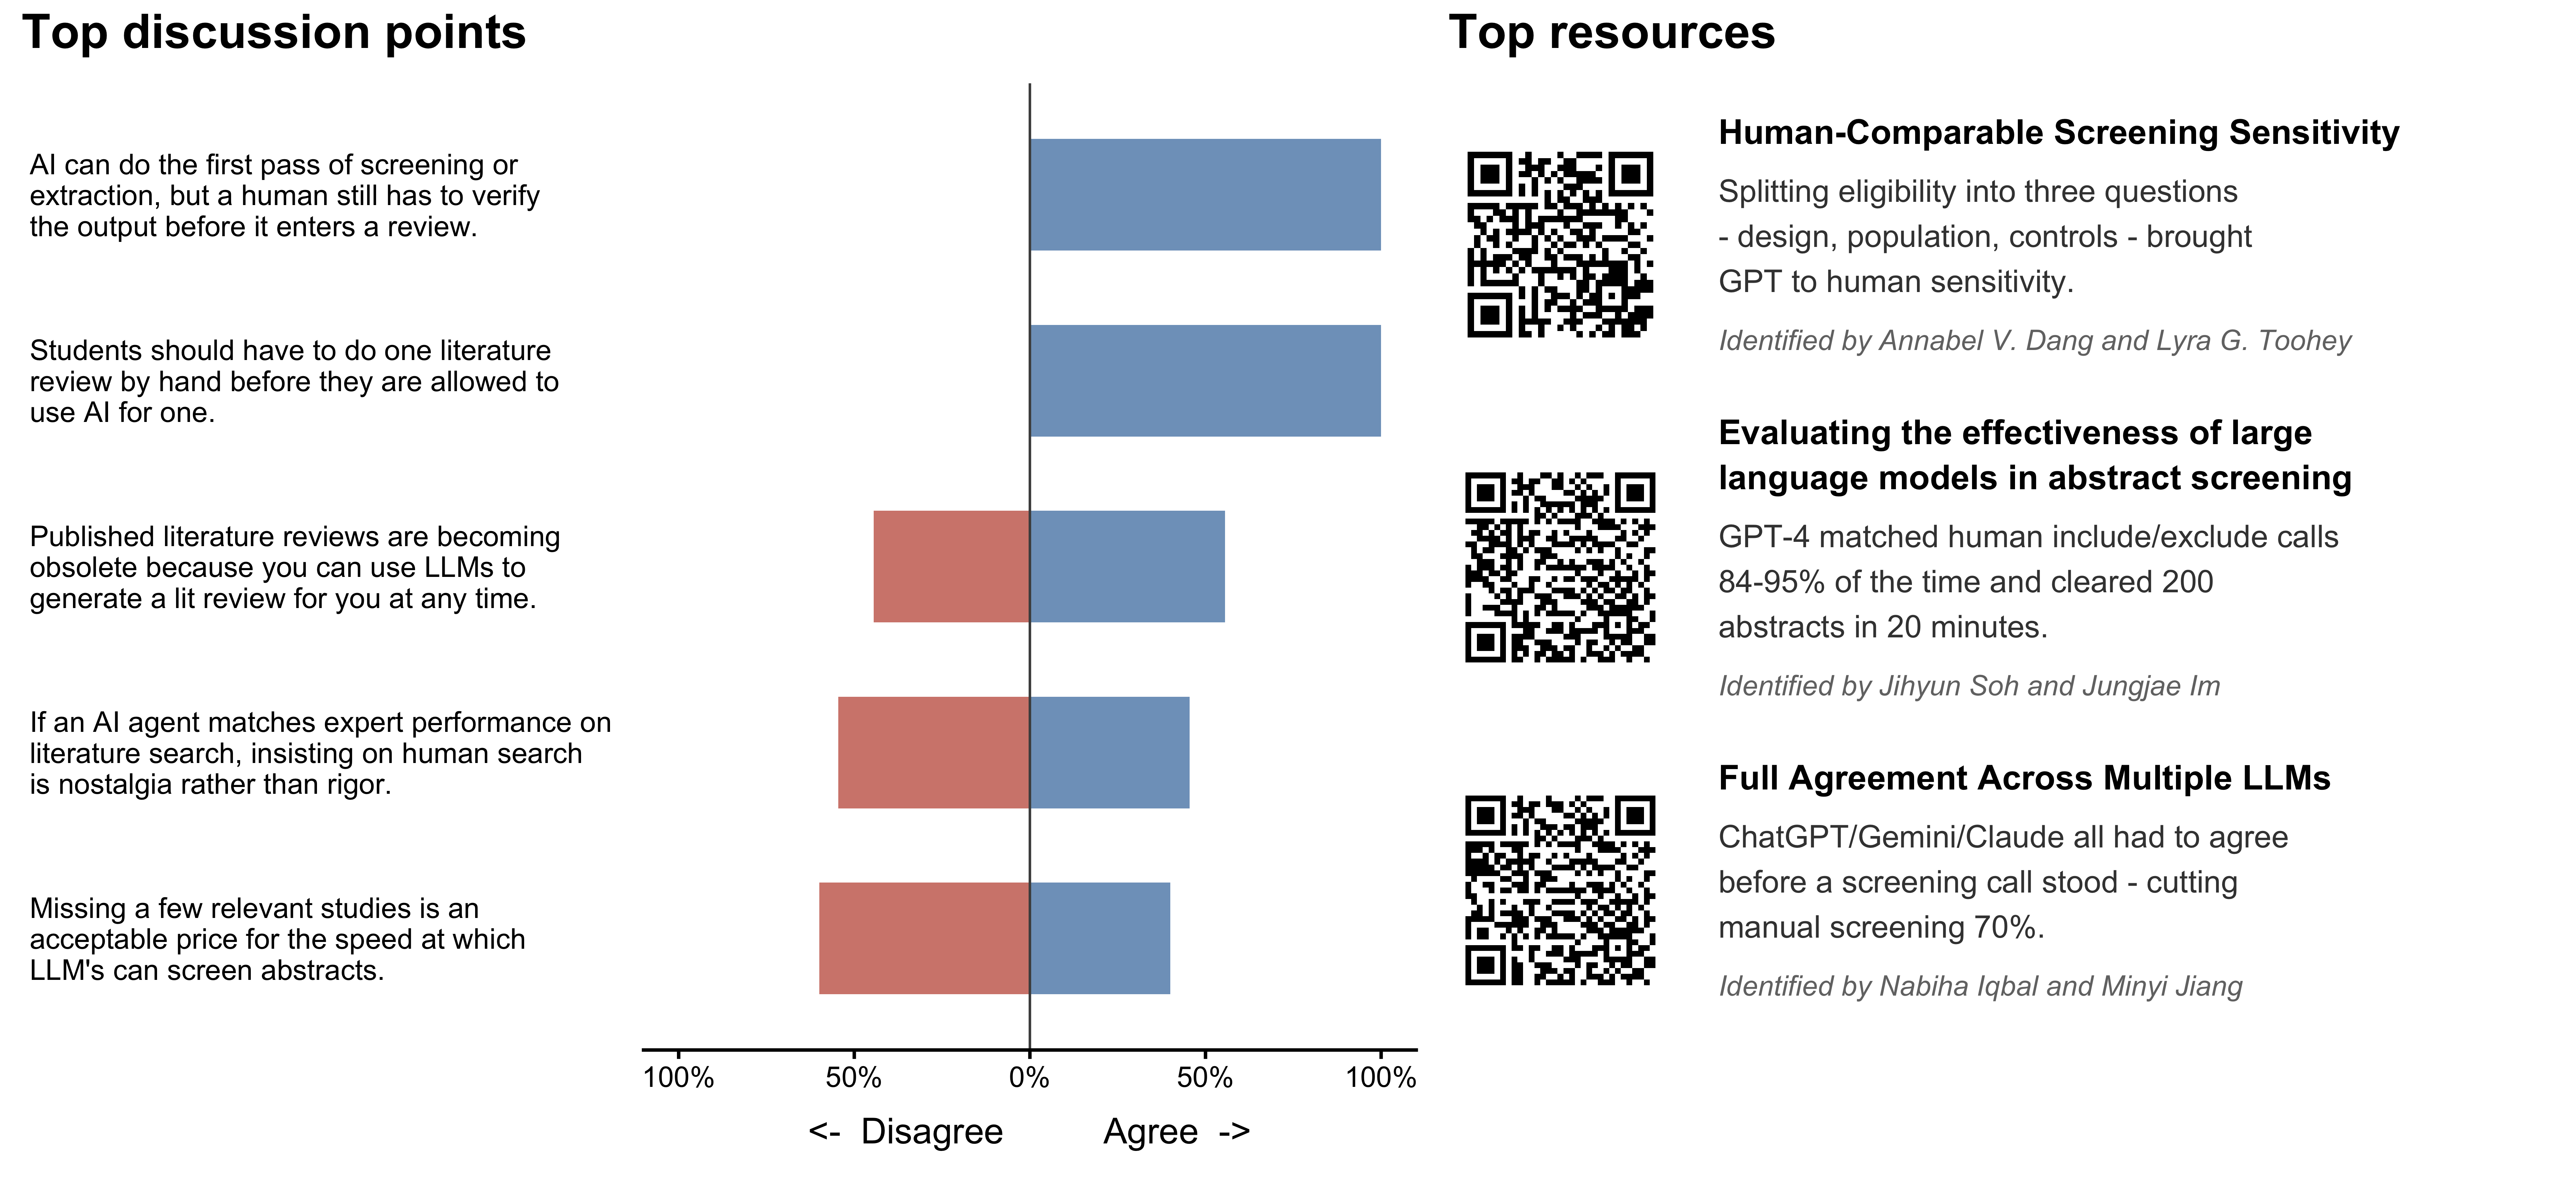 Top discussion points
AI can do the first pass of screening or
extraction, but a human still has to verify
the output before it enters a review.
Students should have to do one literature
review by hand before they are allowed to
use AI for one.
Published literature reviews are becoming
obsolete because you can use LLMs to
generate a lit review for you at any time.
If an AI agent matches expert performance on
literature search, insisting on human search
is nostalgia rather than rigor.
Missing a few relevant studies is an
acceptable price for the speed at which
LLM's can screen abstracts.
100% 50% 0% 50% 100%
<- Disagree Agree ->
Top resources
Human-Comparable Screening Sensitivity
Splitting eligibility into three questions
- design, population, controls - brought
GPT to human sensitivity.
Identified by Annabel V. Dang and Lyra G. Toohey
Evaluating the effectiveness of large
language models in abstract screening
GPT-4 matched human include/exclude calls
84-95% of the time and cleared 200
abstracts in 20 minutes.
Identified by Jihyun Soh and Jungjae Im
Full Agreement Across Multiple LLMs
ChatGPT/Gemini/Claude all had to agree
before a screening call stood - cutting
manual screening 70%.
Identified by Nabiha Iqbal and Minyi Jiang